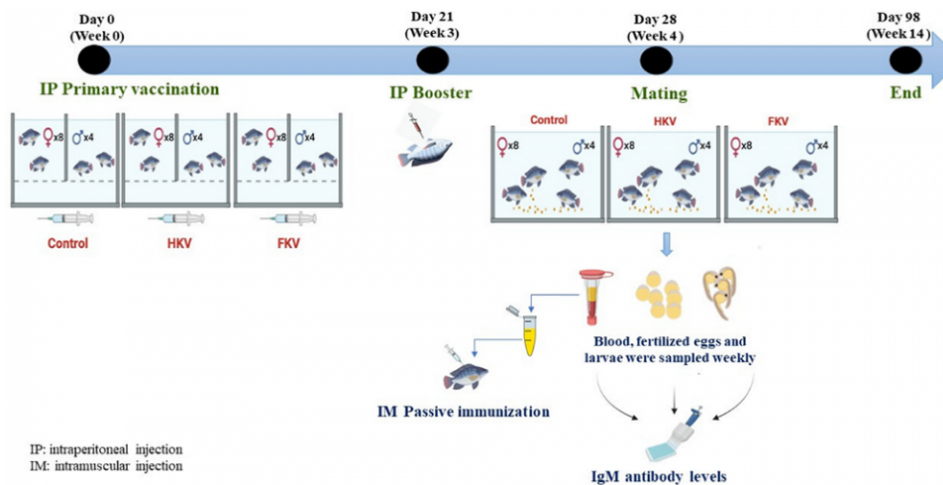 Day 0
(Week 0)
Day 21
(Week 3)
Day 28
(Week 4)
Day 98
(Week 14)
IP Primary vaccination
IP Booster
Mating
End
♀x8 ♂x4
♀x8 ♂x4
♀x8 ♂x4
Control
HKV
FKV
Control
HKV
FKV
♀x8 ♂x4
♀x8 ♂x4
♀x8 ♂x4
Blood, fertilized eggs and
larvae were sampled weekly
IM Passive immunization
IgM antibody levels
IP: intraperitoneal injection
IM: intramuscular injection